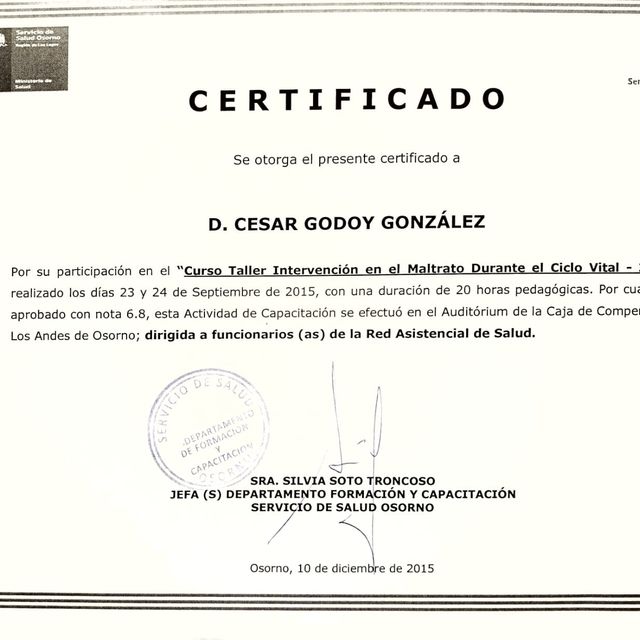 Servicio de
Salud Osorno
Región de Los Lagos
Ministerio de
Salud
Ser
CERTIFICADO
Se otorga el presente certificado a
D. CESAR GODOY GONZÁLEZ
Por su participación en el "Curso Taller Intervención en el Maltrato Durante el Ciclo Vital -
realizado los días 23 y 24 de Septiembre de 2015, con una duración de 20 horas pedagógicas. Por cua
aprobado con nota 6.8, esta Actividad de Capacitación se efectuó en el Auditórium de la Caja de Compe
Los Andes de Osorno; dirigida a funcionarios (as) de la Red Asistencial de Salud.
SERVICIO DE SALUD
DEPARTAMENTO
DE FORMACIÓN
Y
CAPACITACIÓN
OSORNO
SRA. SILVIA SOTO TRONCOSO
JEFA (S) DEPARTAMENTO FORMACIÓN Y CAPACITACIÓN
SERVICIO DE SALUD OSORNO
Osorno, 10 de diciembre de 2015